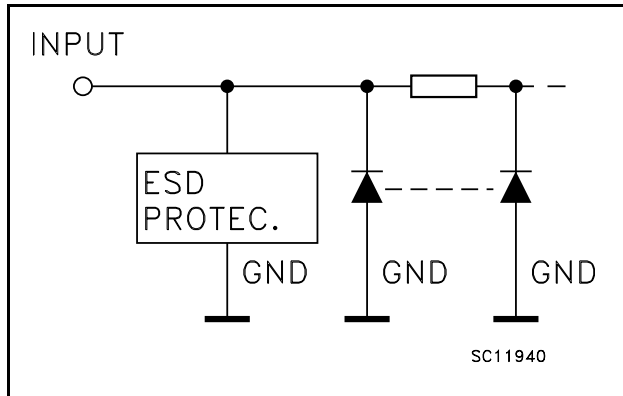 INPUT
ESD
PROTEC.
GND
GND
GND
SC11940